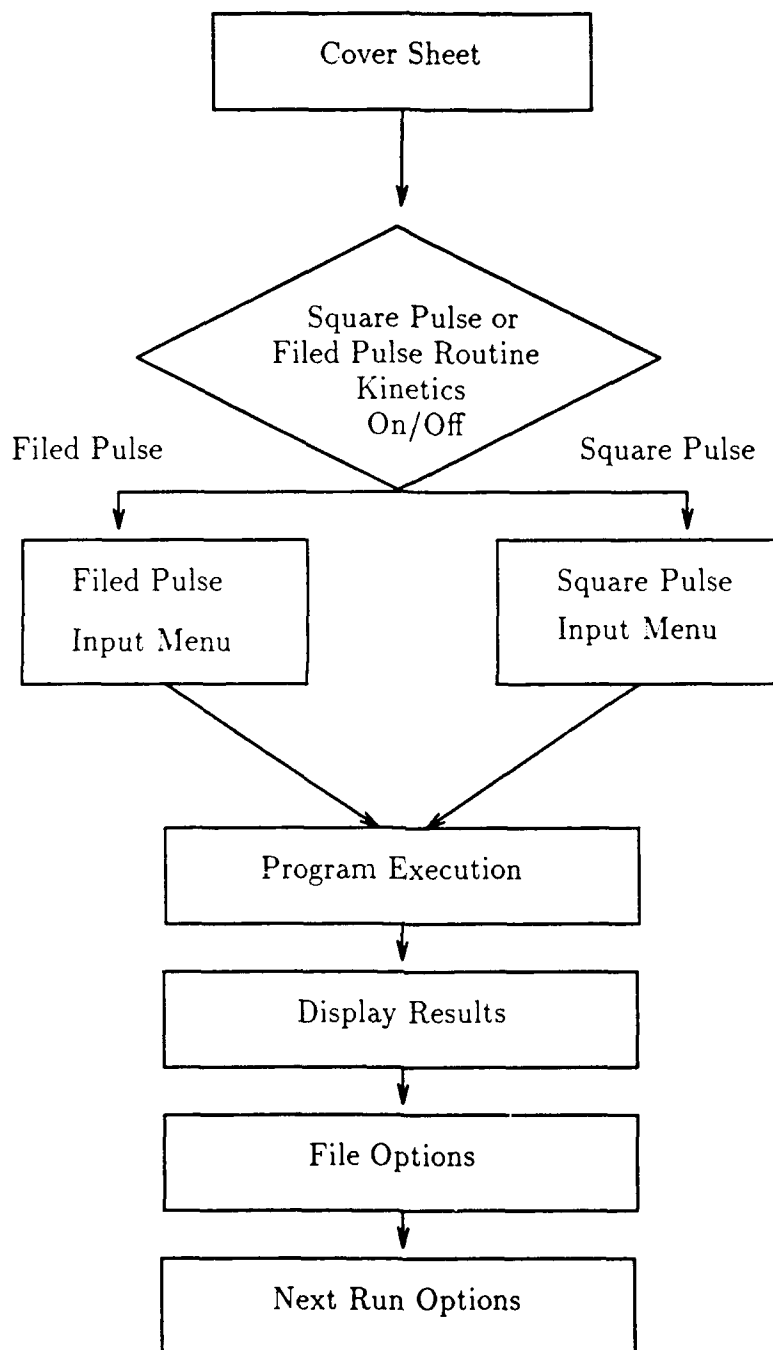 Cover Sheet
Square Pulse or
Filed Pulse Routine
Kinetics
On/Off
Filed Pulse
Square Pulse
Filed Pulse
Input Menu
Square Pulse
Input Menu
Program Execution
Display Results
File Options
Next Run Options